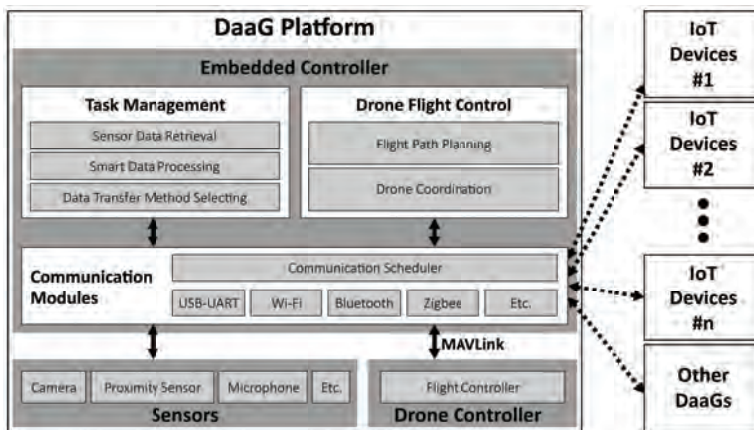 DaaG Platform
Embedded Controller
Task Management
Sensor Data Retrieval
Smart Data Processing
Data Transfer Method Selecting
Drone Flight Control
Flight Path Planning
Drone Coordination
Communication
Modules
Communication Scheduler
USB-UART
Wi-Fi
Bluetooth
Zigbee
Etc.
MAVLink
Camera
Proximity Sensor
Microphone
Etc.
Sensors
Flight Controller
Drone Controller
IoT
Devices
#1
IoT
Devices
#2
IoT
Devices
#n
Other
DaaGs